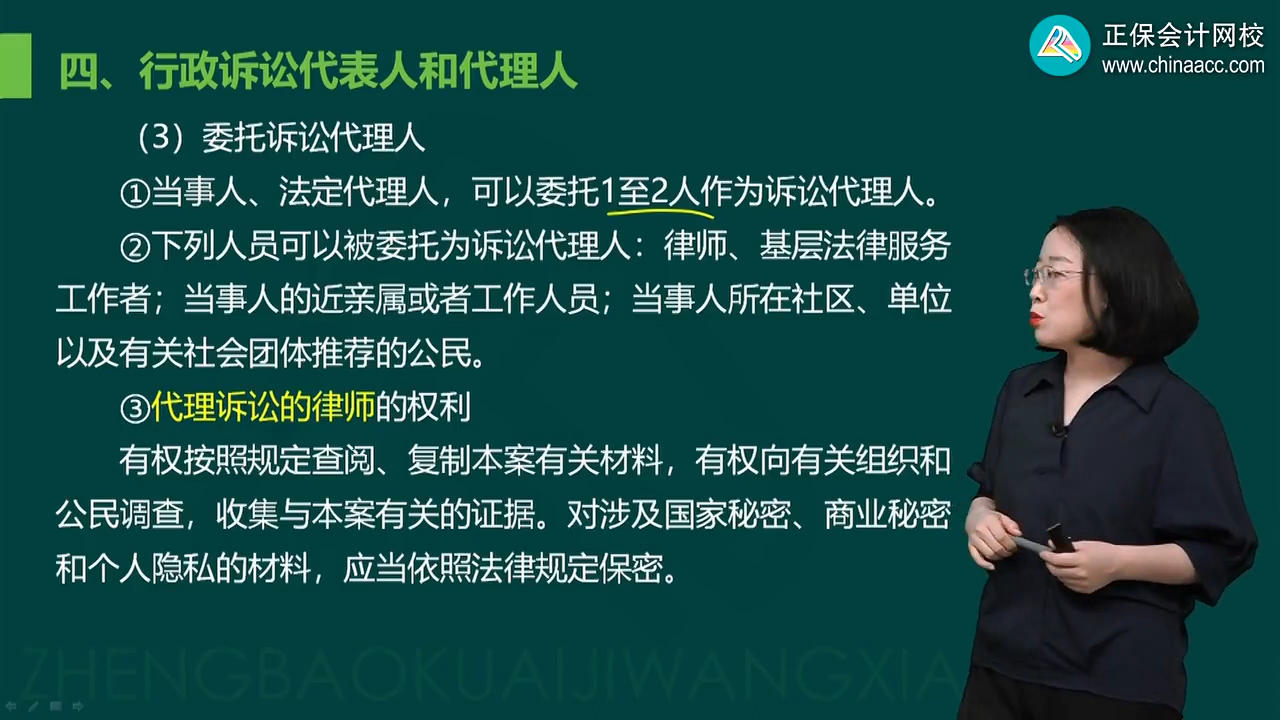 正保会计网校
www.chinaacc.com
四、行政诉讼代表人和代理人
（3）委托诉讼代理人
①当事人、法定代理人，可以委托1至2人作为诉讼代理人。
②下列人员可以被委托为诉讼代理人：律师、基层法律服务
工作者；当事人的近亲属或者工作人员；当事人所在社区、单位
以及有关社会团体推荐的公民。
③代理诉讼的律师的权利
有权按照规定查阅、复制本案有关材料，有权向有关组织和
公民调查，收集与本案有关的证据。对涉及国家秘密、商业秘密
和个人隐私的材料，应当依照法律规定保密。
ZHENGBAOKUAIJIWANGXIA